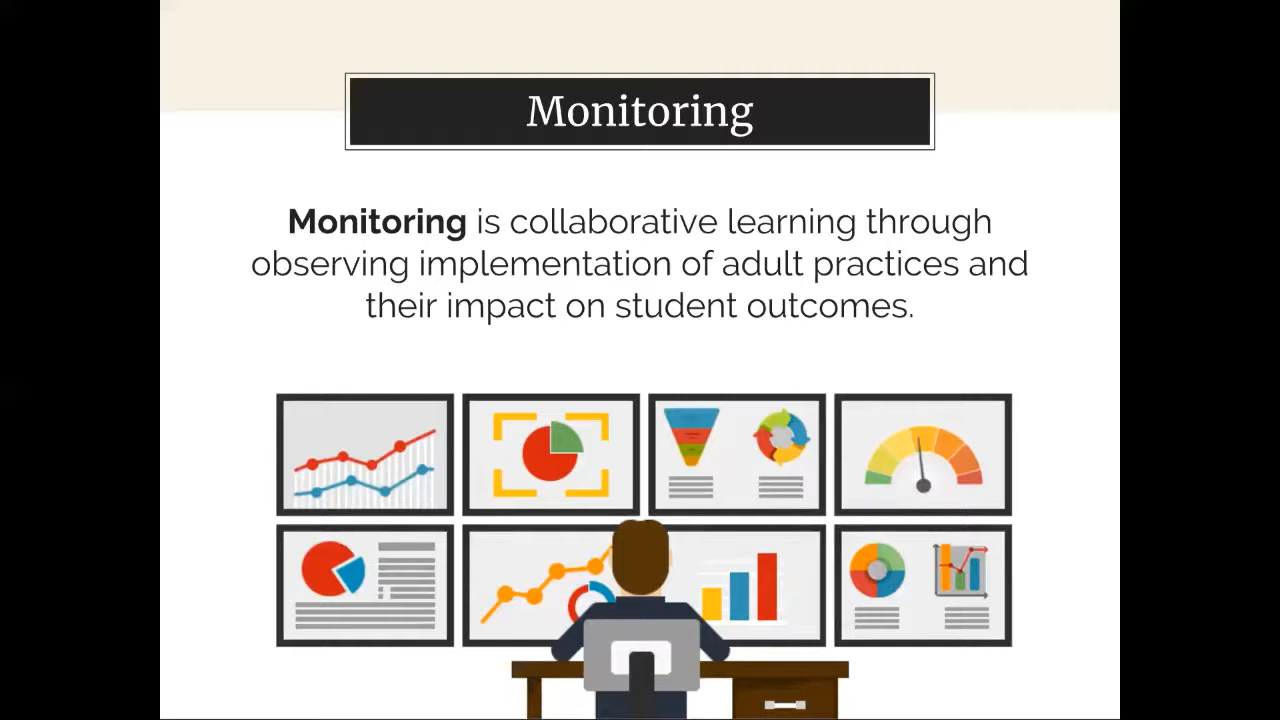 Monitoring
Monitoring is collaborative learning through
observing implementation of adult practices and
their impact on student outcomes.